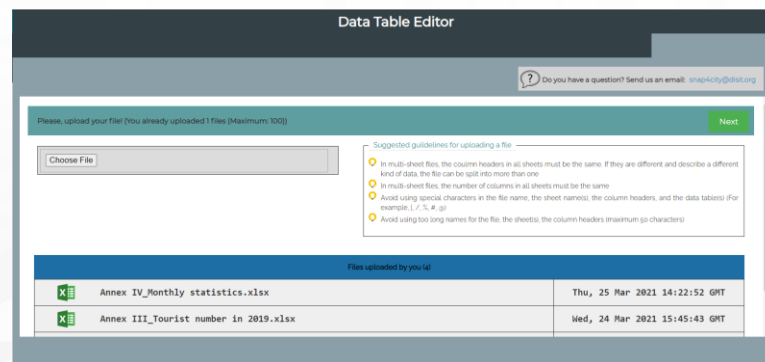 Data Table Editor
? Do you have a question? Send us an email: snap4city@disit.org
Please, upload your file! (You already uploaded 1 files (Maximum: 100))
Next
Choose File
Suggested guildelines for uploading a file
In multi-sheet files, the coulmn headers in all sheets must be the same. If they are different and describe a different
kind of data, the file can be split into more than one
In multi-sheet files, the number of columns in all sheets must be the same
Avoid using special characters in the file name, the sheet name(s), the column headers, and the data table(s) (For
example, (, /, %, #, g)
Avoid using too long names for the file, the sheet(s), the column headers (maximum 50 characters)
Files uploaded by you (4)
Annex IV_Monthly statistics.xlsx
Thu, 25 Mar 2021 14:22:52 GMT
Annex III_Tourist number in 2019.xlsx
Wed, 24 Mar 2021 15:45:43 GMT